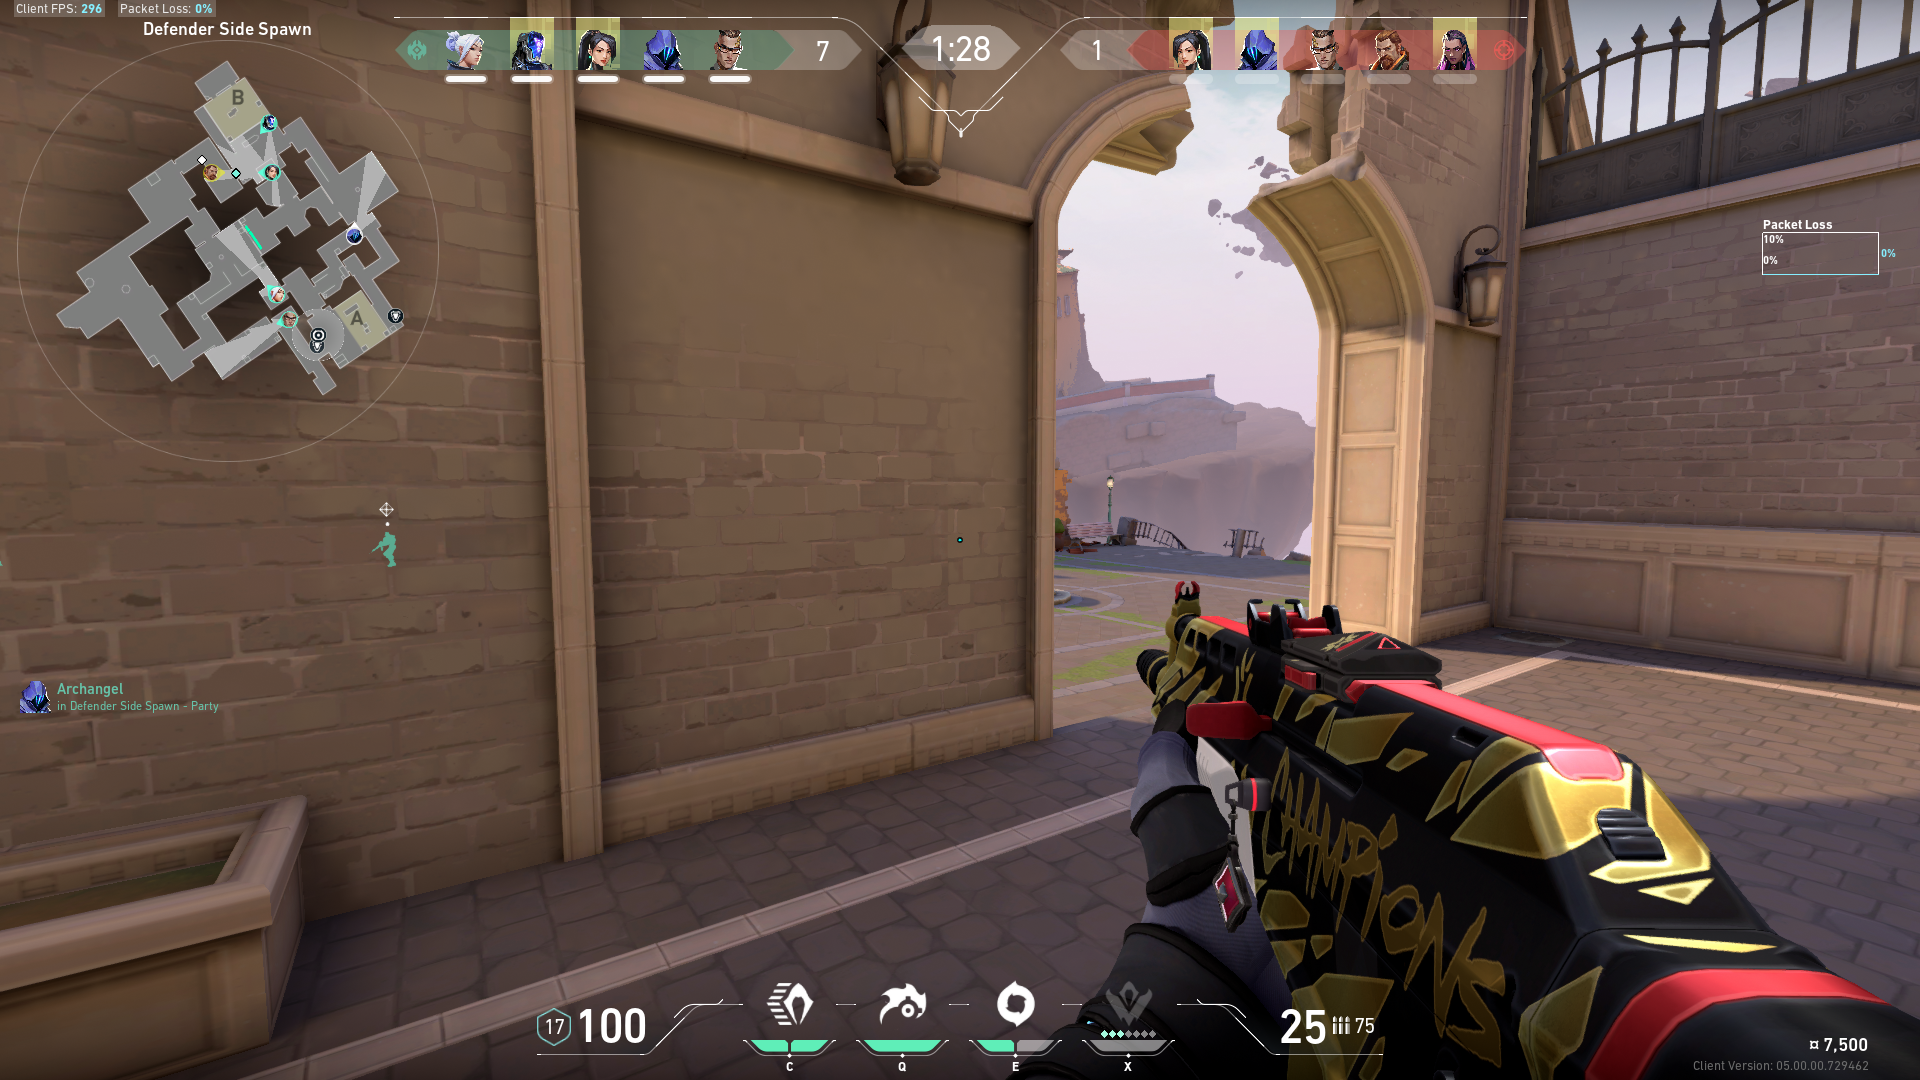 Client FPS: 296
Packet Loss: 0%
Defender Side Spawn
7
1:28
1
B
A
Packet Loss
10%
0%
0%
Archangel
in Defender Side Spawn - Party
CHAMPIONS
17
100
C
Q
E
X
25
75
¤ 7,500
Client Version: 05.00.00.729462